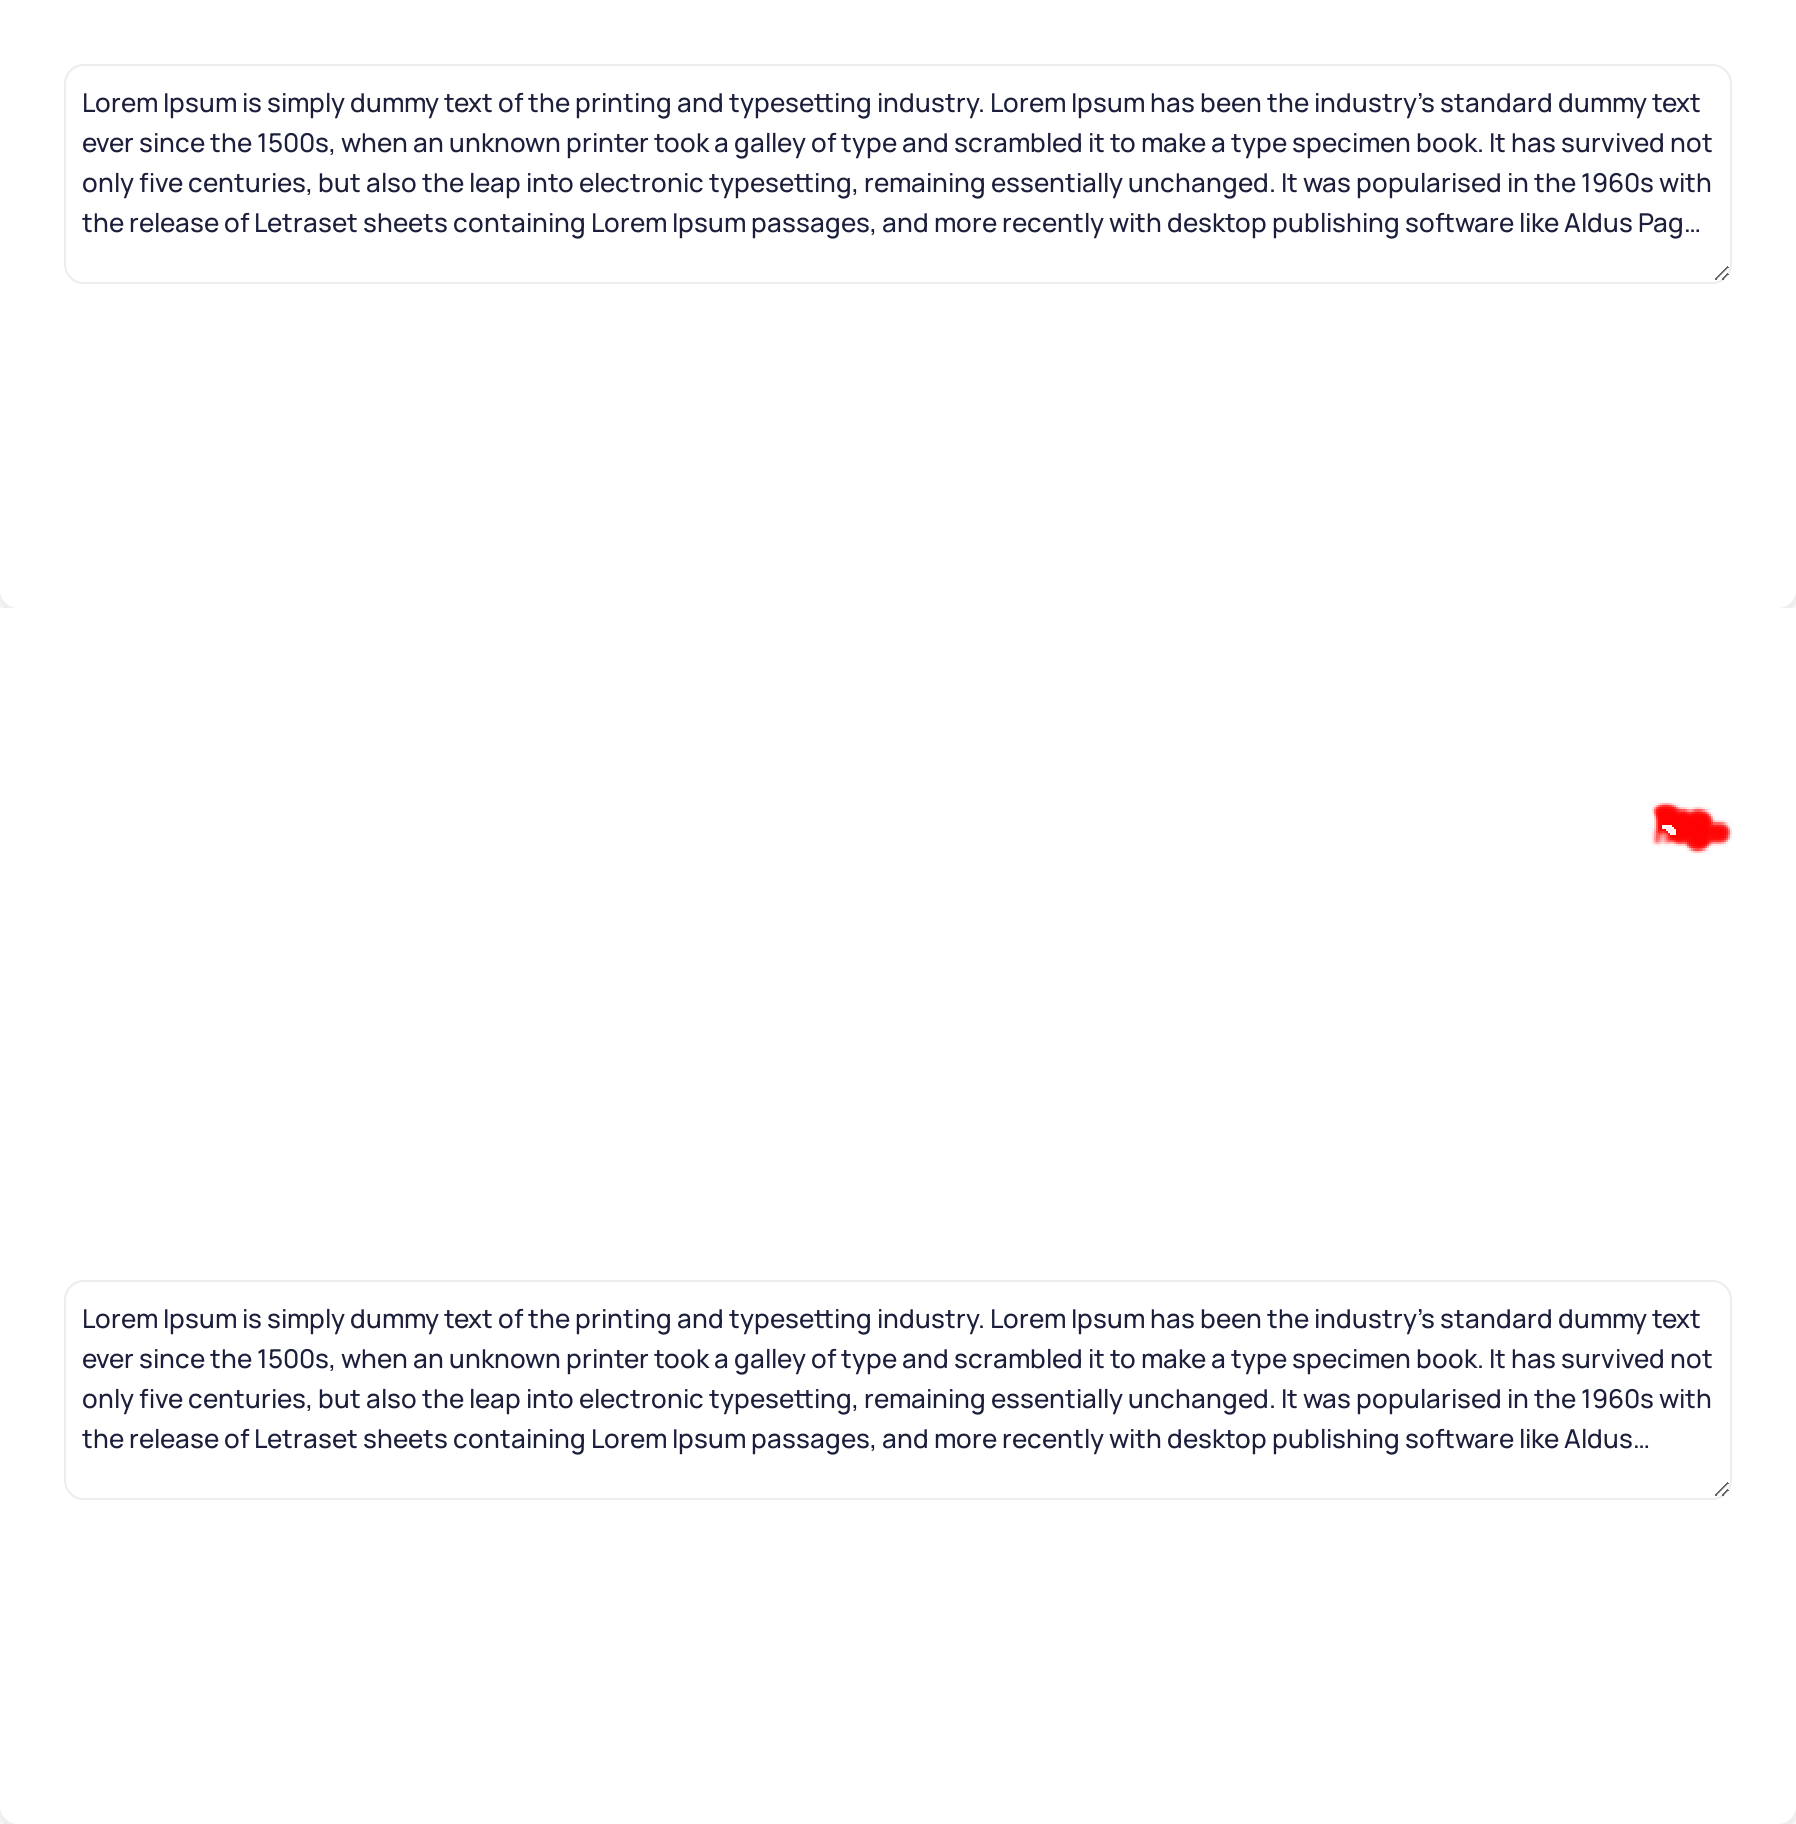 Lorem Ipsum is simply dummy text of the printing and typesetting industry. Lorem Ipsum has been the industry's standard dummy text
ever since the 1500s, when an unknown printer took a galley of type and scrambled it to make a type specimen book. It has survived not
only five centuries, but also the leap into electronic typesetting, remaining essentially unchanged. It was popularised in the 1960s with
the release of Letraset sheets containing Lorem Ipsum passages, and more recently with desktop publishing software like Aldus Pag…
Lorem Ipsum is simply dummy text of the printing and typesetting industry. Lorem Ipsum has been the industry's standard dummy text
ever since the 1500s, when an unknown printer took a galley of type and scrambled it to make a type specimen book. It has survived not
only five centuries, but also the leap into electronic typesetting, remaining essentially unchanged. It was popularised in the 1960s with
the release of Letraset sheets containing Lorem Ipsum passages, and more recently with desktop publishing software like Aldus…